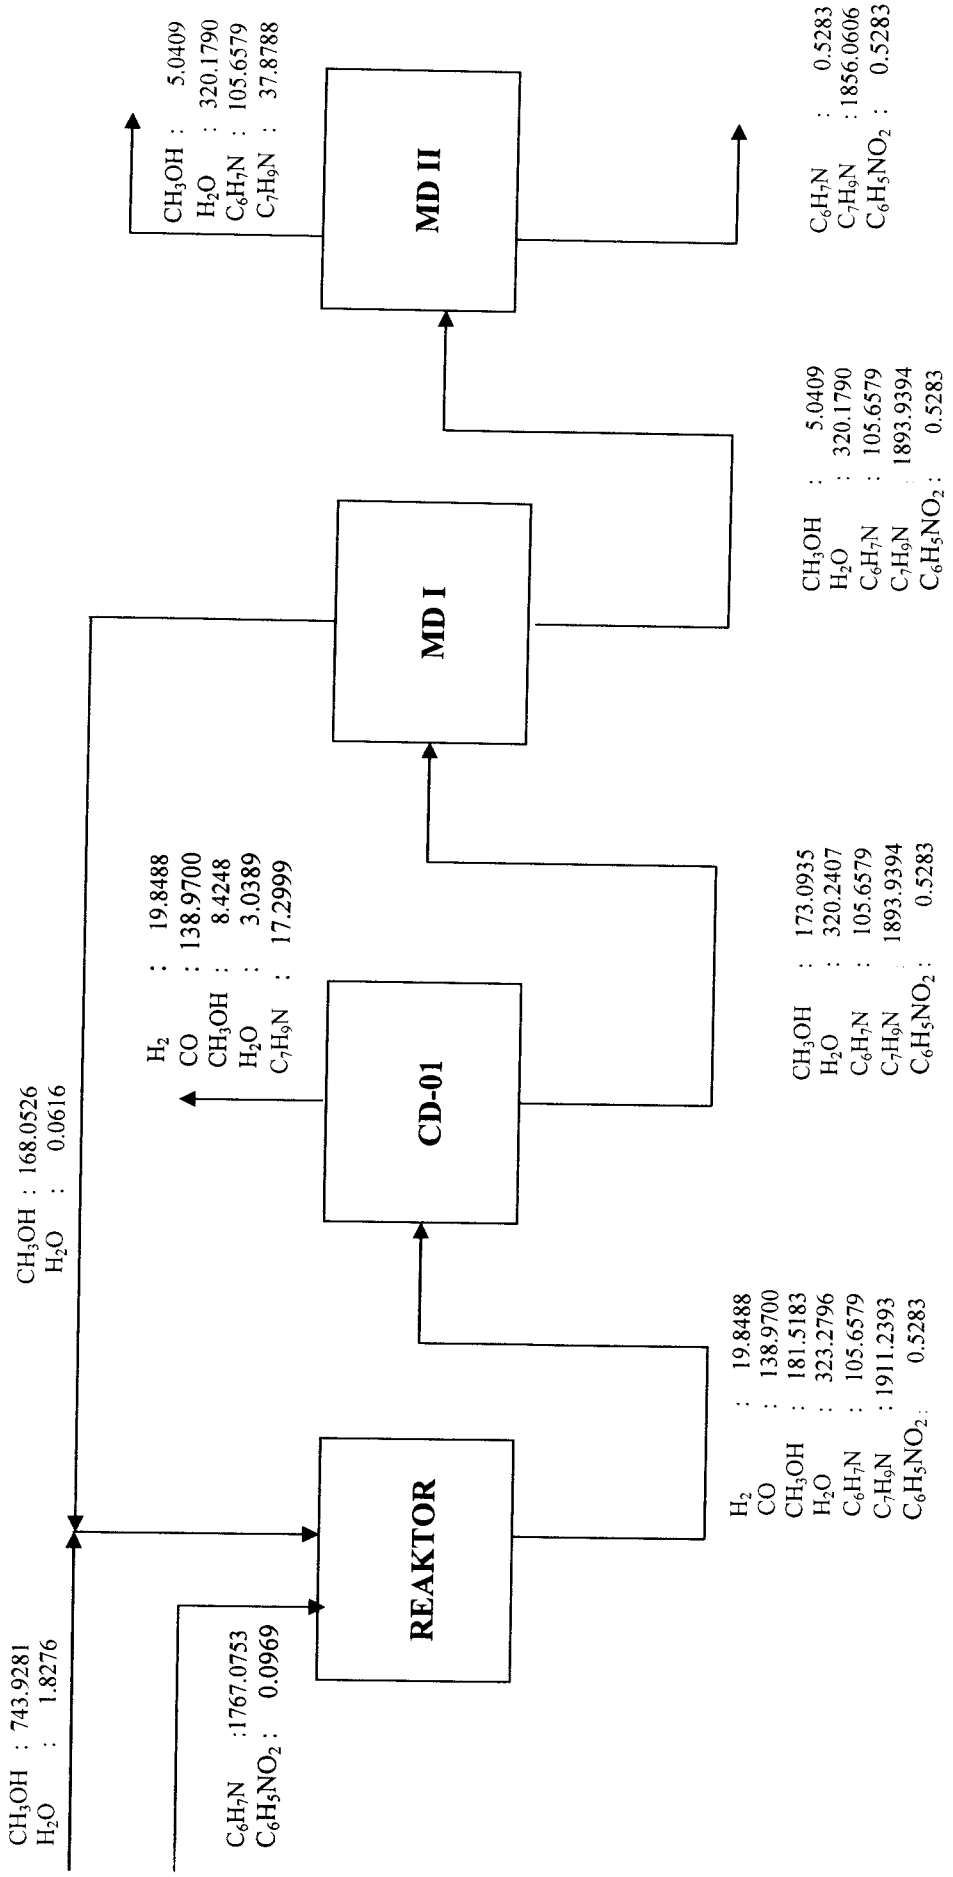 CH3OH : 743.9281
H2O : 1.8276
C6H7N :1767.0753
C6H5NO2 : 0.0969
REAKTOR
H2 : 19.8488
CO : 138.9700
CH3OH : 181.5183
H2O : 323.2796
C6H7N : 105.6579
C7H9N : 1911.2393
C6H5NO2 : 0.5283
CH3OH : 168.0526
H2O : 0.0616
H2 : 19.8488
CO : 138.9700
CH3OH : 8.4248
H2O : 3.0389
C7H9N : 17.2999
CD-01
CH3OH : 173.0935
H2O : 320.2407
C6H7N : 105.6579
C7H9N : 1893.9394
C6H5NO2 : 0.5283
MD I
CH3OH : 5.0409
H2O : 320.1790
C6H7N : 105.6579
C7H9N : 1893.9394
C6H5NO2 : 0.5283
CH3OH : 5.0409
H2O : 320.1790
C6H7N : 105.6579
C7H9N : 37.8788
MD II
C6H7N : 0.5283
C7H9N : 1856.0606
C6H5NO2 : 0.5283